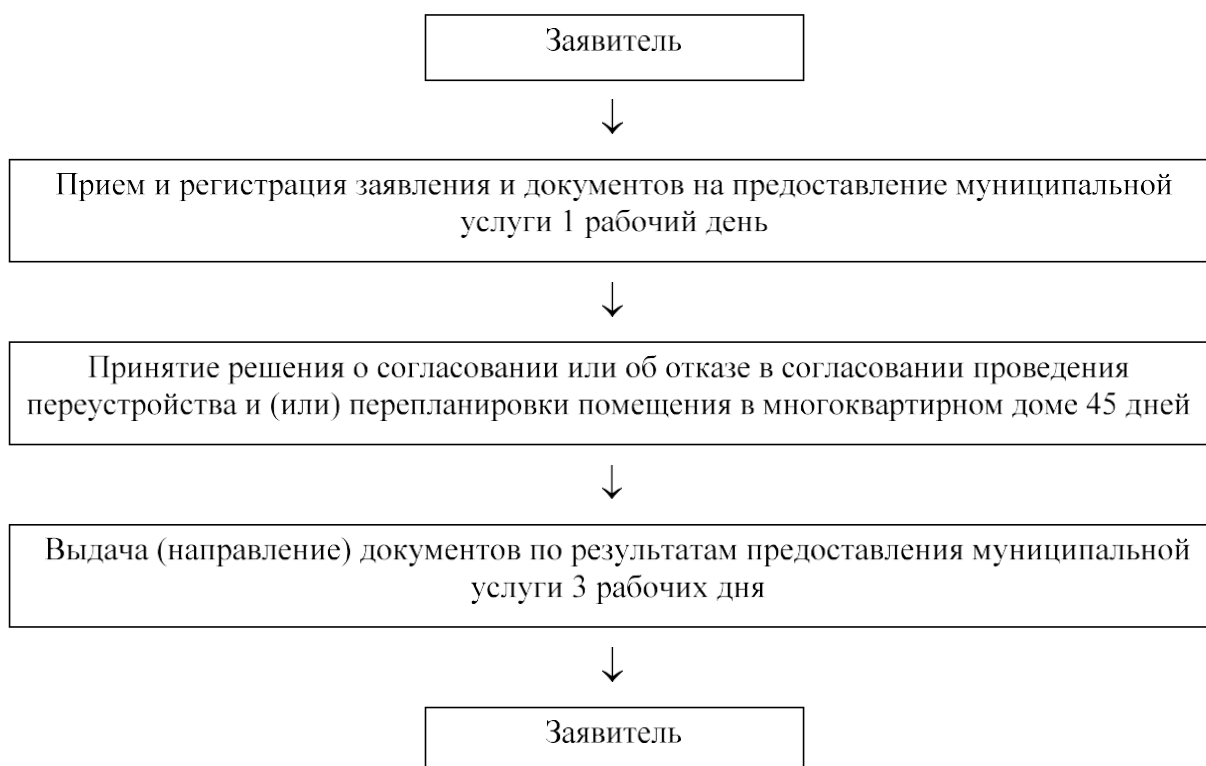 Заявитель
↓
Прием и регистрация заявления и документов на предоставление муниципальной
услуги 1 рабочий день
↓
Принятие решения о согласовании или об отказе в согласовании проведения
переустройства и (или) перепланировки помещения в многоквартирном доме 45 дней
↓
Выдача (направление) документов по результатам предоставления муниципальной
услуги 3 рабочих дня
↓
Заявитель